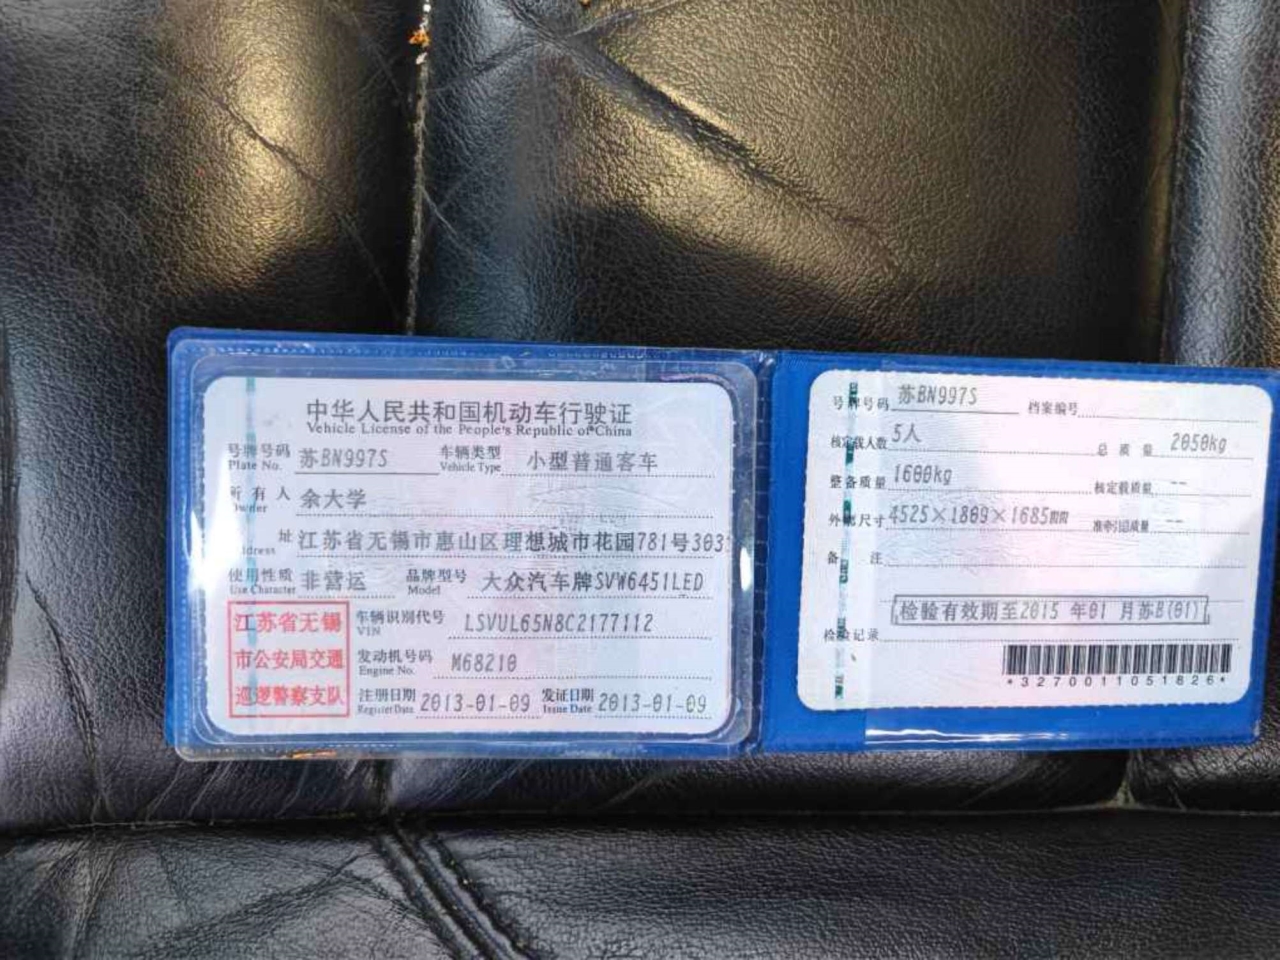 中华人民共和国机动车行驶证
Vehicle License of the People's Republic of China
号牌号码 苏BN997S 车辆类型 小型普通客车
Plate No. Vehicle Type
所有人 余大学
Owner
址 江苏省无锡市惠山区理想城市花园781号303
Address
使用性质 非营运 品牌型号 大众汽车牌SVW6451LED
Use Character Model
江苏省无锡
市公安局交通
巡逻警察支队
车辆识别代号 LSVUL65N8C2177112
VIN
发动机号码 M68210
Engine No.
注册日期 2013-01-09 发证日期 2013-01-09
Register Date Issue Date
号牌号码 苏BN997S 档案编号
核定载人数 5人 总质量 2050kg
整备质量 1600kg 核定载质量 --
外廓尺寸 4525×1809×1685mm 准牵引总质量 --
备注
检验有效期至2015 年01 月苏B(01)
检验记录
*3270011051826*